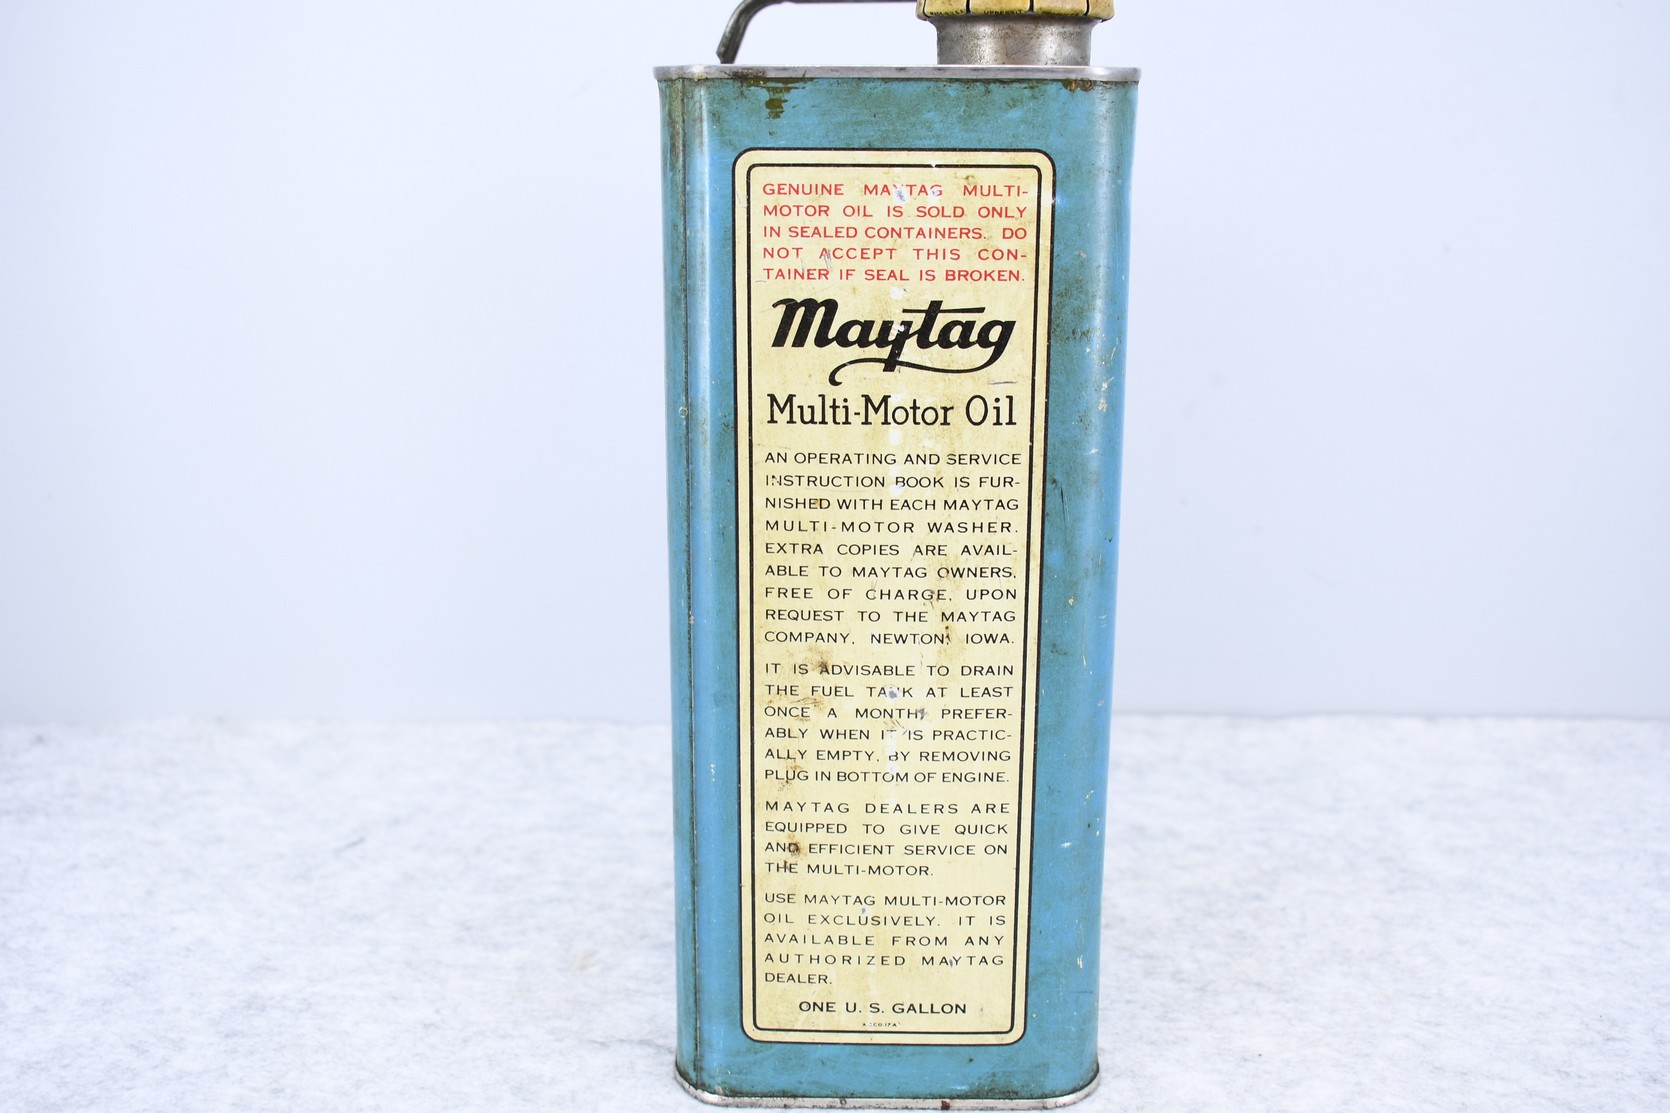 GENUINE MAYTAG MULTI-
MOTOR OIL IS SOLD ONLY
IN SEALED CONTAINERS. DO
NOT ACCEPT THIS CON-
TAINER IF SEAL IS BROKEN.
Maytag
Multi-Motor Oil
AN OPERATING AND SERVICE
INSTRUCTION BOOK IS FUR-
NISHED WITH EACH MAYTAG
MULTI-MOTOR WASHER.
EXTRA COPIES ARE AVAIL-
ABLE TO MAYTAG OWNERS,
FREE OF CHARGE, UPON
REQUEST TO THE MAYTAG
COMPANY, NEWTON, IOWA.
IT IS ADVISABLE TO DRAIN
THE FUEL TANK AT LEAST
ONCE A MONTH, PREFER-
ABLY WHEN IT IS PRACTIC-
ALLY EMPTY, BY REMOVING
PLUG IN BOTTOM OF ENGINE.
MAYTAG DEALERS ARE
EQUIPPED TO GIVE QUICK
AND EFFICIENT SERVICE ON
THE MULTI-MOTOR.
USE MAYTAG MULTI-MOTOR
OIL EXCLUSIVELY. IT IS
AVAILABLE FROM ANY
AUTHORIZED MAYTAG
DEALER.
ONE U. S. GALLON